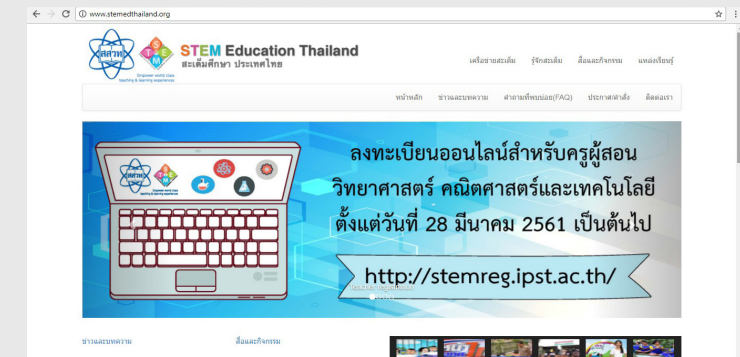 www.stemedthailand.org
สสวท
STEM
Empower world class
teaching & learning experiences
STEM Education Thailand
สะเต็มศึกษา ประเทศไทย
เครือข่ายสะเต็ม รู้จักสะเต็ม สื่อและกิจกรรม แหล่งเรียนรู้
หน้าหลัก ข่าวและบทความ คำถามที่พบบ่อย(FAQ) ประกาศ/คำสั่ง ติดต่อเรา
ลงทะเบียนออนไลน์สำหรับครูผู้สอน
วิทยาศาสตร์ คณิตศาสตร์และเทคโนโลยี
ตั้งแต่วันที่ 28 มีนาคม 2561 เป็นต้นไป
http://stemreg.ipst.ac.th/
ข่าวและบทความ สื่อและกิจกรรม